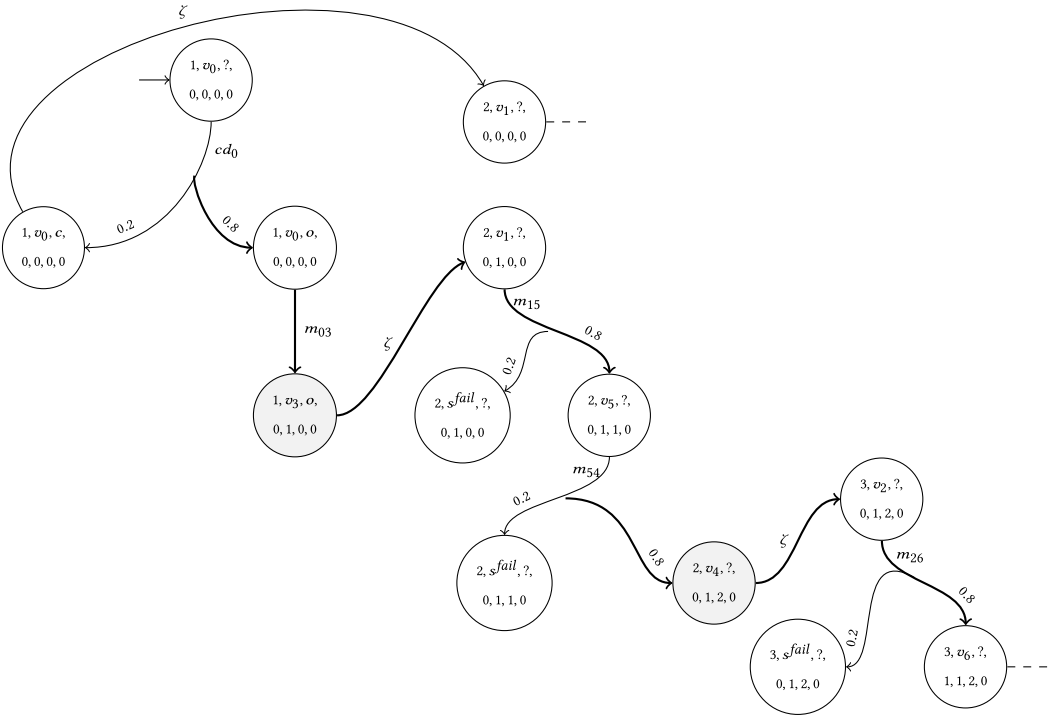 ζ
1, v₀, ?,
0, 0, 0, 0
2, v₁, ?,
0, 0, 0, 0
cd₀
0.2
0.8
1, v₀, c,
0, 0, 0, 0
1, v₀, o,
0, 0, 0, 0
2, v₁, ?,
0, 1, 0, 0
m₀₃
ζ
m₁₅
0.8
0.2
1, v₃, o,
0, 1, 0, 0
2, s^fail, ?,
0, 1, 0, 0
2, v₅, ?,
0, 1, 1, 0
m₅₄
0.2
0.8
2, s^fail, ?,
0, 1, 1, 0
2, v₄, ?,
0, 1, 2, 0
ζ
3, v₂, ?,
0, 1, 2, 0
m₂₆
0.8
0.2
3, s^fail, ?,
0, 1, 2, 0
3, v₆, ?,
1, 1, 2, 0